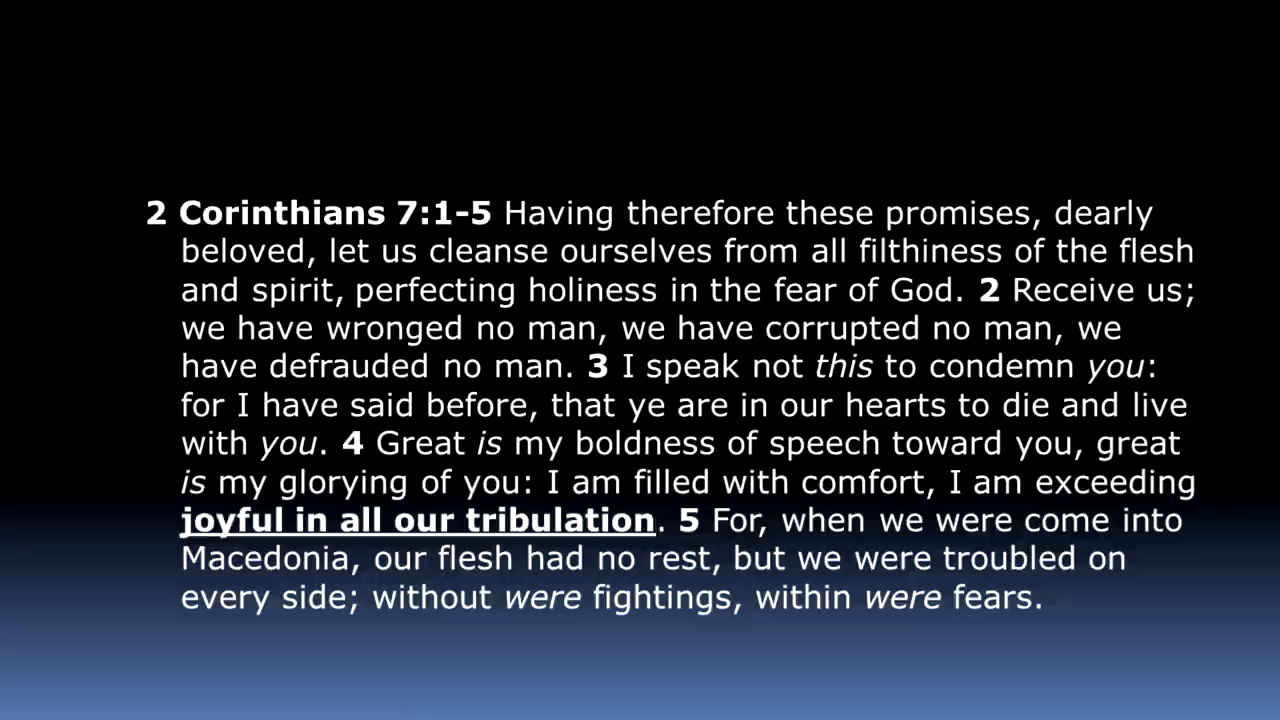 2 Corinthians 7:1-5 Having therefore these promises, dearly
beloved, let us cleanse ourselves from all filthiness of the flesh
and spirit, perfecting holiness in the fear of God. 2 Receive us;
we have wronged no man, we have corrupted no man, we
have defrauded no man. 3 I speak not this to condemn you:
for I have said before, that ye are in our hearts to die and live
with you. 4 Great is my boldness of speech toward you, great
is my glorying of you: I am filled with comfort, I am exceeding
joyful in all our tribulation. 5 For, when we were come into
Macedonia, our flesh had no rest, but we were troubled on
every side; without were fightings, within were fears.